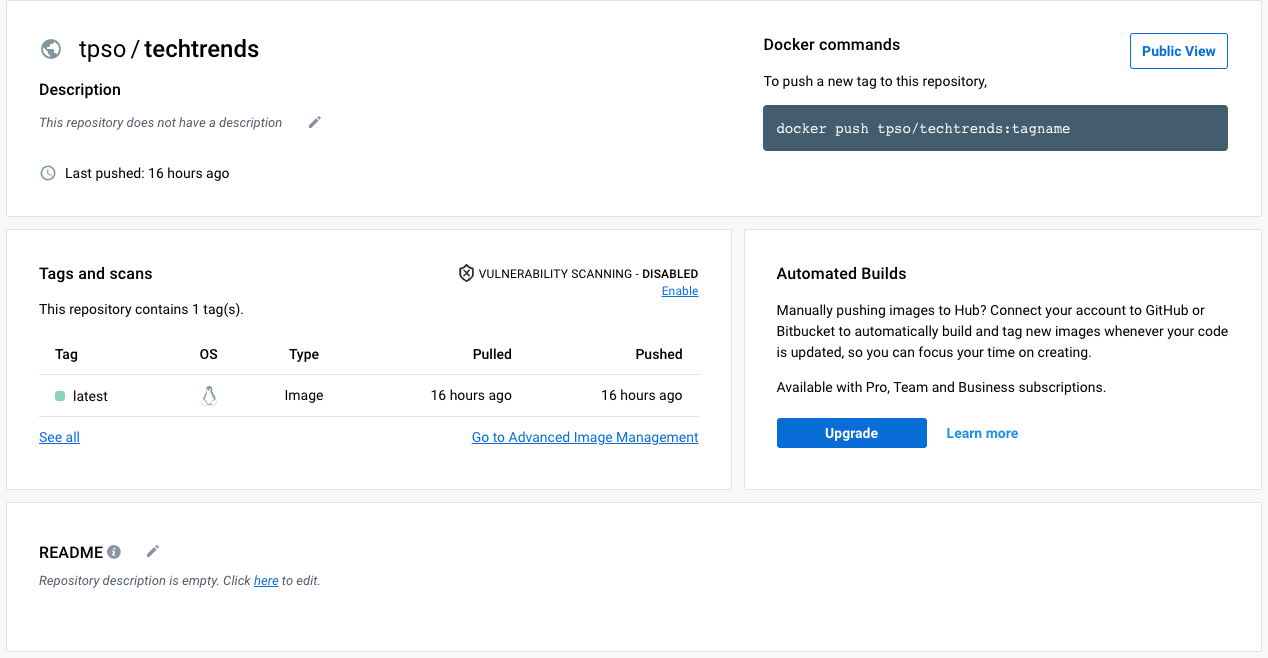 tpso / techtrends
Description
This repository does not have a description
Last pushed: 16 hours ago
Docker commands
Public View
To push a new tag to this repository,
docker push tpso/techtrends:tagname
Tags and scans
VULNERABILITY SCANNING - DISABLED
Enable
This repository contains 1 tag(s).
Tag OS Type Pulled Pushed
latest Image 16 hours ago 16 hours ago
See all Go to Advanced Image Management
Automated Builds
Manually pushing images to Hub? Connect your account to GitHub or
Bitbucket to automatically build and tag new images whenever your code
is updated, so you can focus your time on creating.
Available with Pro, Team and Business subscriptions.
Upgrade Learn more
README
Repository description is empty. Click here to edit.